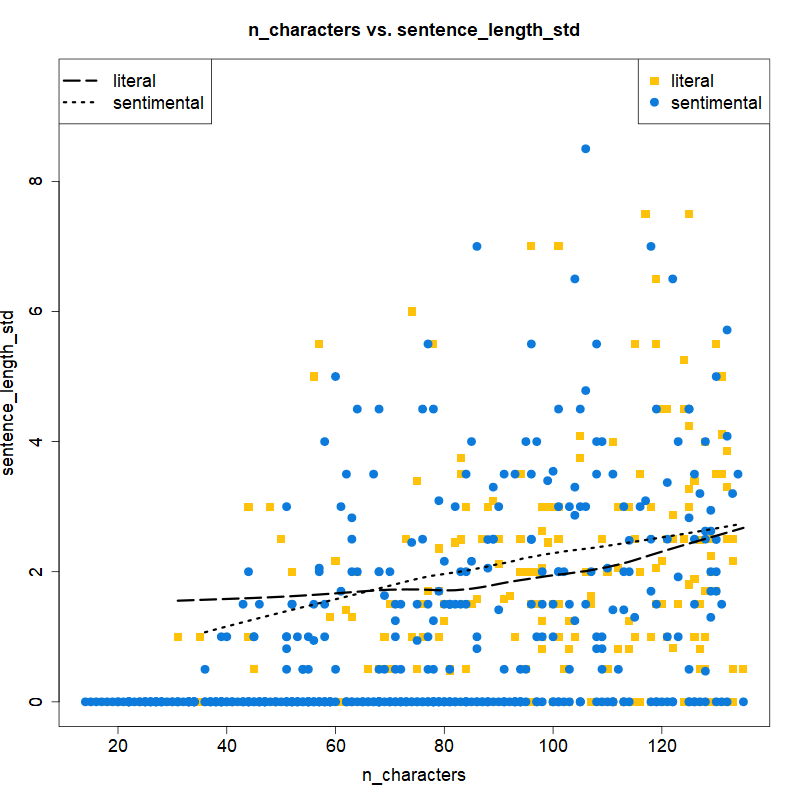 n_characters vs. sentence_length_std
literal
sentimental
literal
sentimental
sentence_length_std
8
6
4
2
0
20 40 60 80 100 120
n_characters